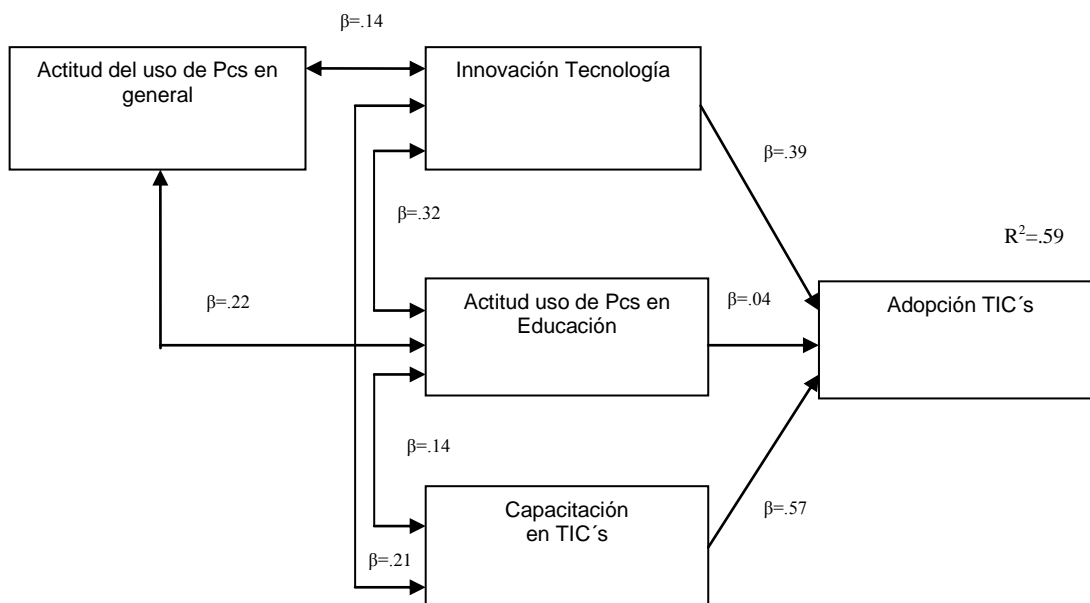 β=.14
Actitud del uso de Pcs en
general
Innovación Tecnología
β=.39
β=.32
R²=.59
β=.22
Actitud uso de Pcs en
Educación
β=.04
Adopción TIC´s
β=.14
Capacitación
en TIC´s
β=.57
β=.21